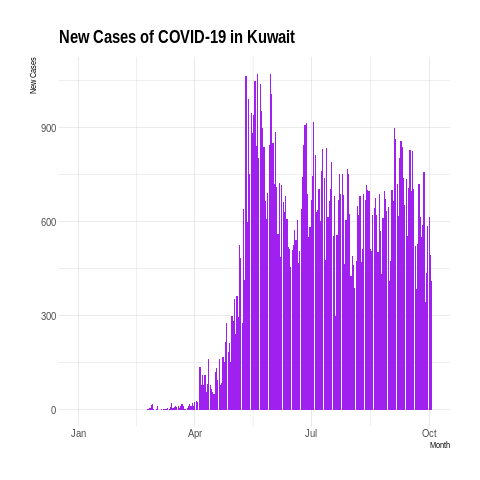 New Cases of COVID-19 in Kuwait
New Cases
900
600
300
0
Jan
Apr
Jul
Oct
Month